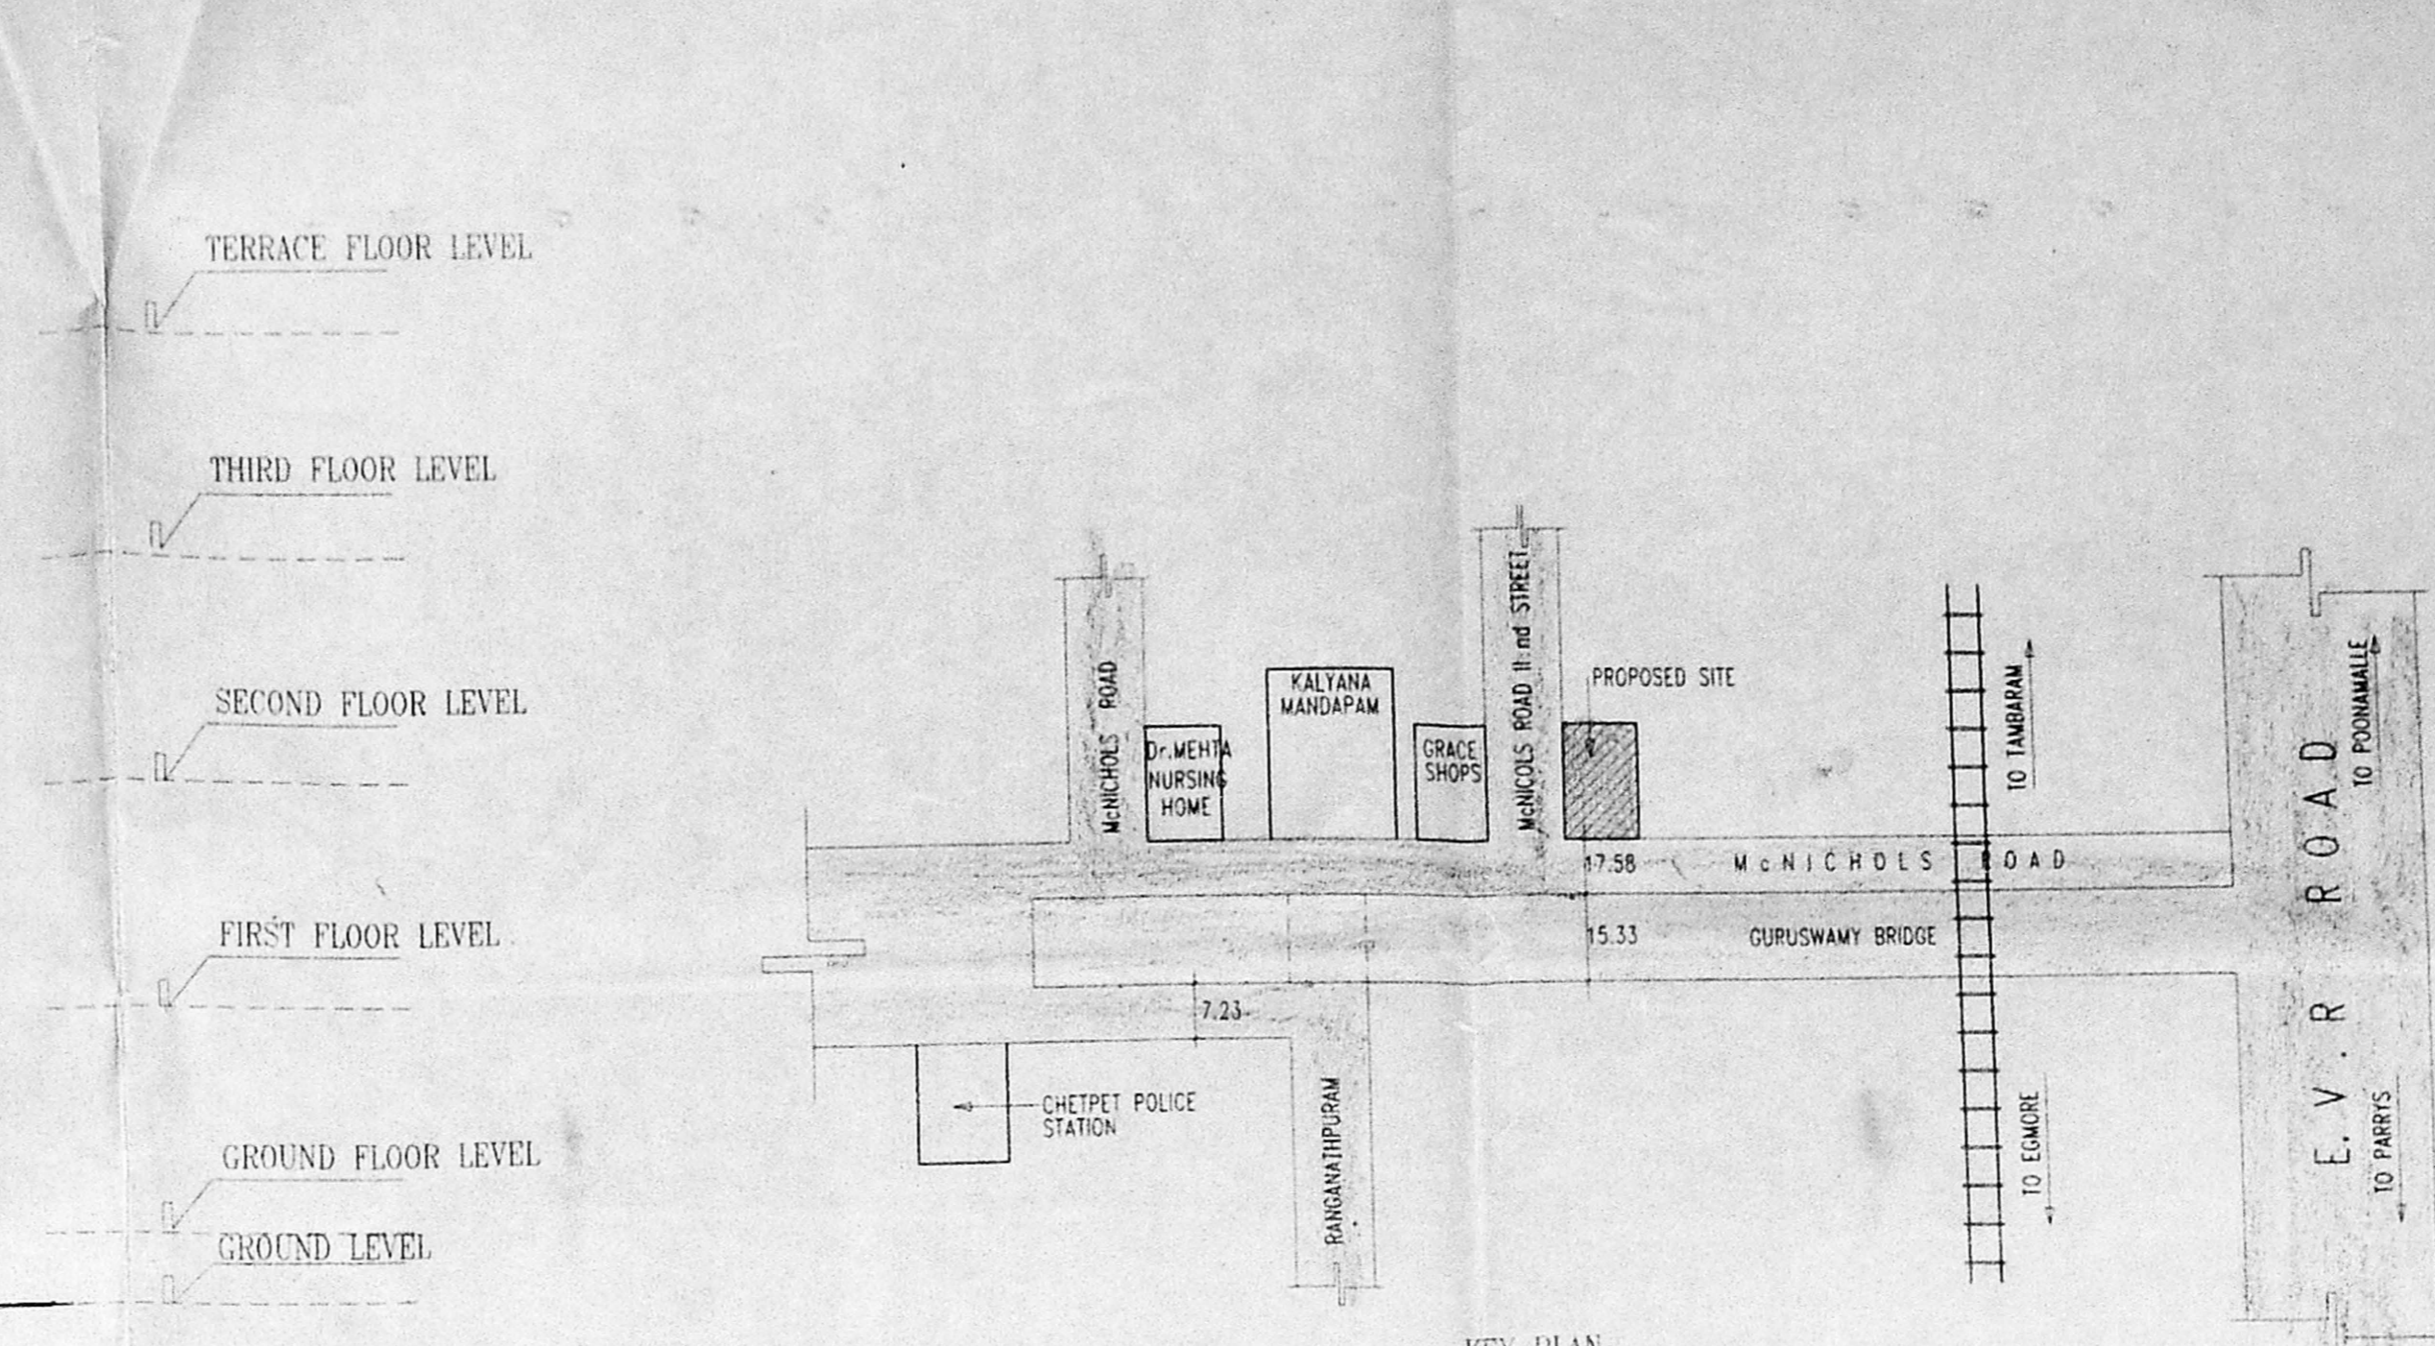 TERRACE FLOOR LEVEL
THIRD FLOOR LEVEL
SECOND FLOOR LEVEL
FIRST FLOOR LEVEL
GROUND FLOOR LEVEL
GROUND LEVEL
McNICHOLS ROAD
Dr.MEHTA
NURSING
HOME
KALYANA
MANDAPAM
GRACE
SHOPS
McNICOLS ROAD II nd STREET
PROPOSED SITE
17.58
McNICHOLS ROAD
15.33
GURUSWAMY BRIDGE
7.23
CHETPET POLICE
STATION
RANGANATHPURAM
TO TAMBARAM
TO EGMORE
E.V.R ROAD
TO POONAMALLE
TO PARRYS
KEY PLAN